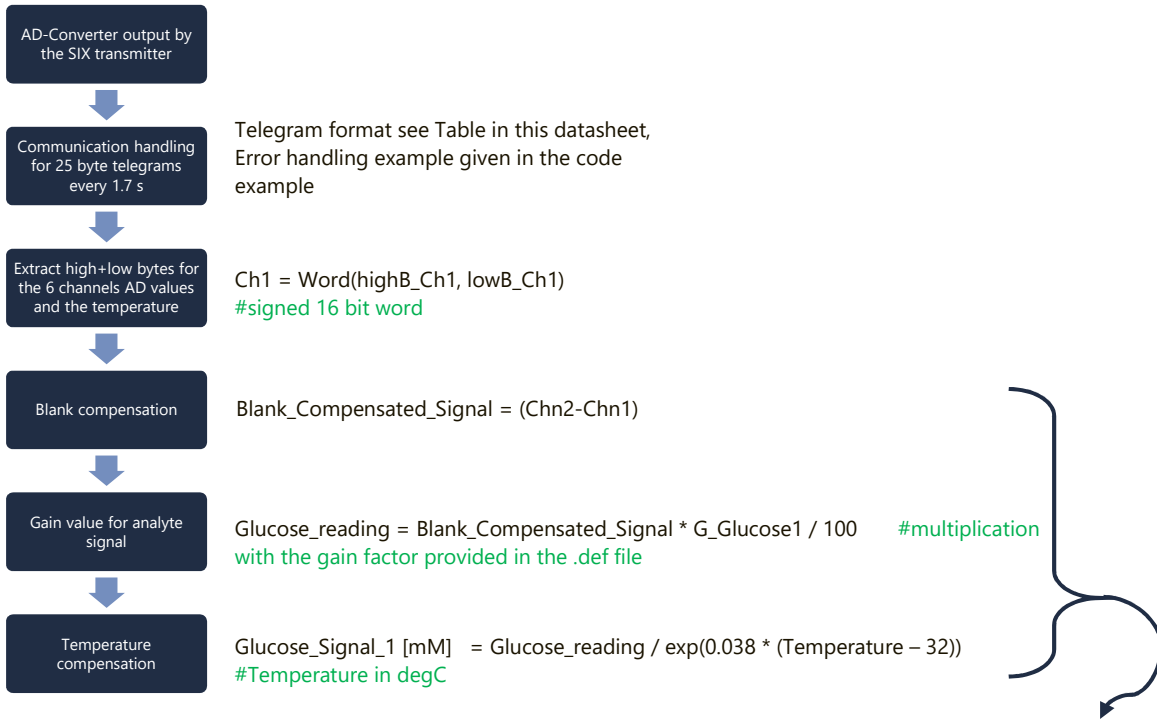 AD-Converter output by
the SIX transmitter
Communication handling
for 25 byte telegrams
every 1.7 s
Telegram format see Table in this datasheet,
Error handling example given in the code
example
Extract high+low bytes for
the 6 channels AD values
and the temperature
Ch1 = Word(highB_Ch1, lowB_Ch1)
#signed 16 bit word
Blank compensation
Blank_Compensated_Signal = (Chn2-Chn1)
Gain value for analyte
signal
Glucose_reading = Blank_Compensated_Signal * G_Glucose1 / 100 #multiplication
with the gain factor provided in the .def file
Temperature
compensation
Glucose_Signal_1 [mM] = Glucose_reading / exp(0.038 * (Temperature – 32))
#Temperature in degC